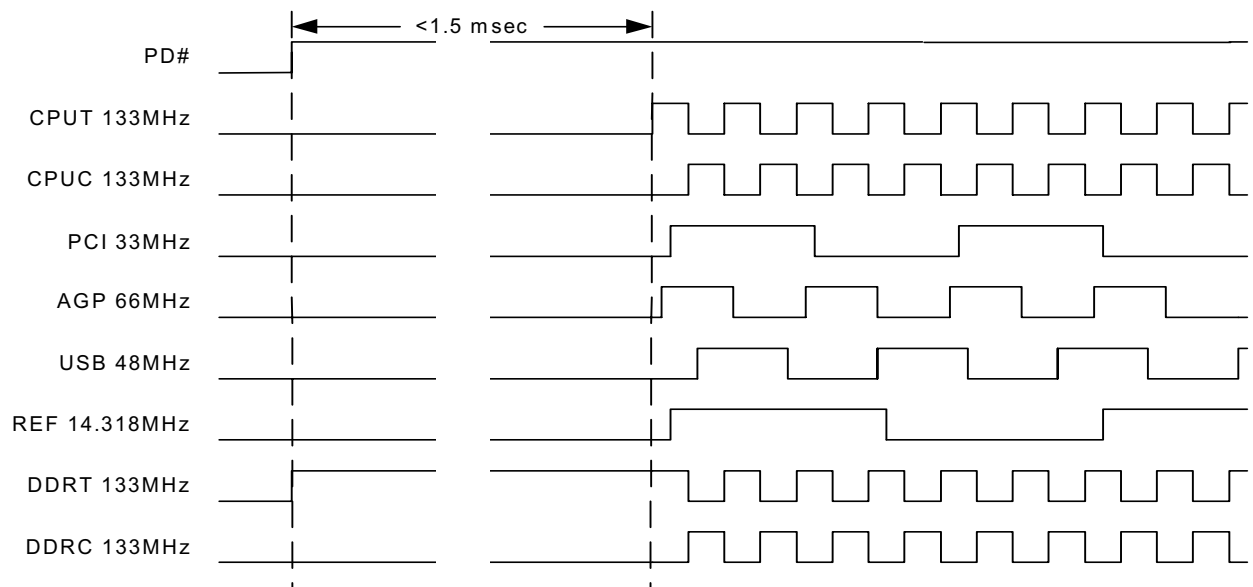 <1.5 msec
PD#
CPUT 133MHz
CPUC 133MHz
PCI 33MHz
AGP 66MHz
USB 48MHz
REF 14.318MHz
DDRT 133MHz
DDRC 133MHz